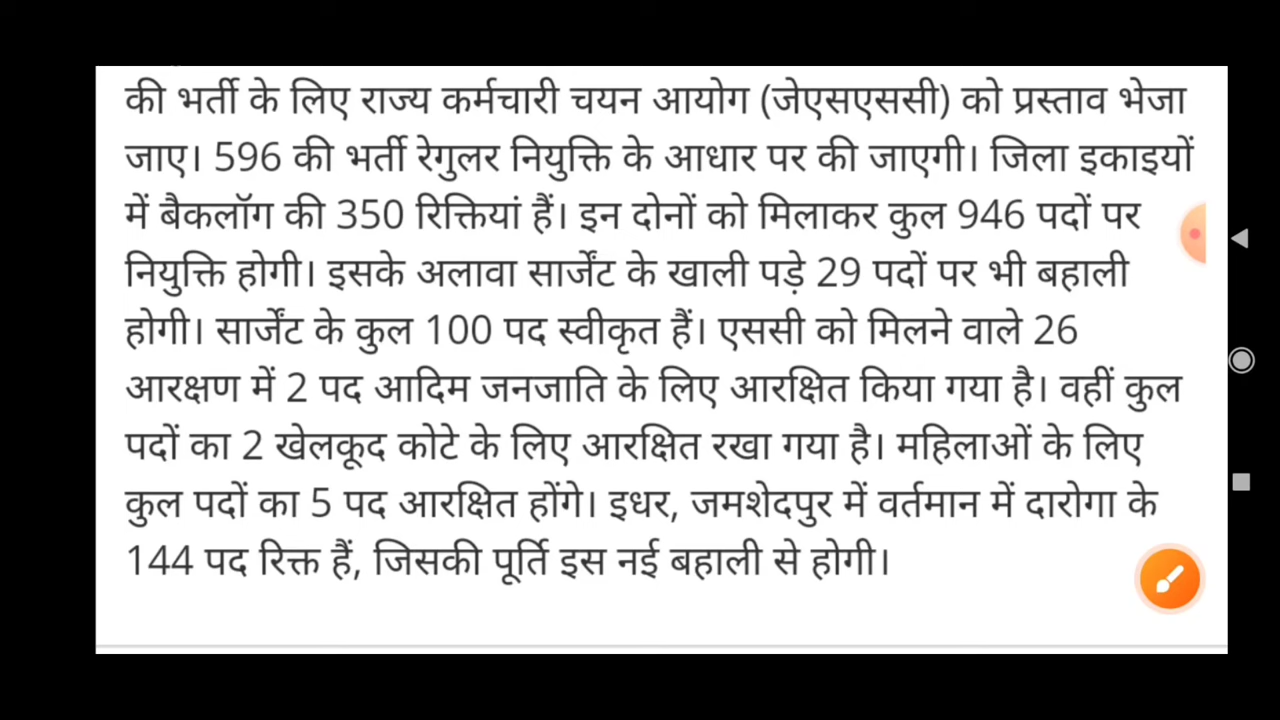 की भर्ती के लिए राज्य कर्मचारी चयन आयोग (जेएसएससी) को प्रस्ताव भेजा
जाए। 596 की भर्ती रेगुलर नियुक्ति के आधार पर की जाएगी। जिला इकाइयों
में बैकलॉग की 350 रिक्तियां हैं। इन दोनों को मिलाकर कुल 946 पदों पर
नियुक्ति होगी। इसके अलावा सार्जेंट के खाली पड़े 29 पदों पर भी बहाली
होगी। सार्जेंट के कुल 100 पद स्वीकृत हैं। एससी को मिलने वाले 26
आरक्षण में 2 पद आदिम जनजाति के लिए आरक्षित किया गया है। वहीं कुल
पदों का 2 खेलकूद कोटे के लिए आरक्षित रखा गया है। महिलाओं के लिए
कुल पदों का 5 पद आरक्षित होंगे। इधर, जमशेदपुर में वर्तमान में दारोगा के
144 पद रिक्त हैं, जिसकी पूर्ति इस नई बहाली से होगी।